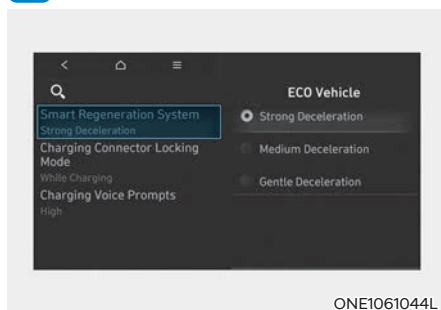 ECO Vehicle
Smart Regeneration System
Strong Deceleration
Charging Connector Locking
Mode
While Charging
Charging Voice Prompts
High
Strong Deceleration
Medium Deceleration
Gentle Deceleration
ONE1061044L